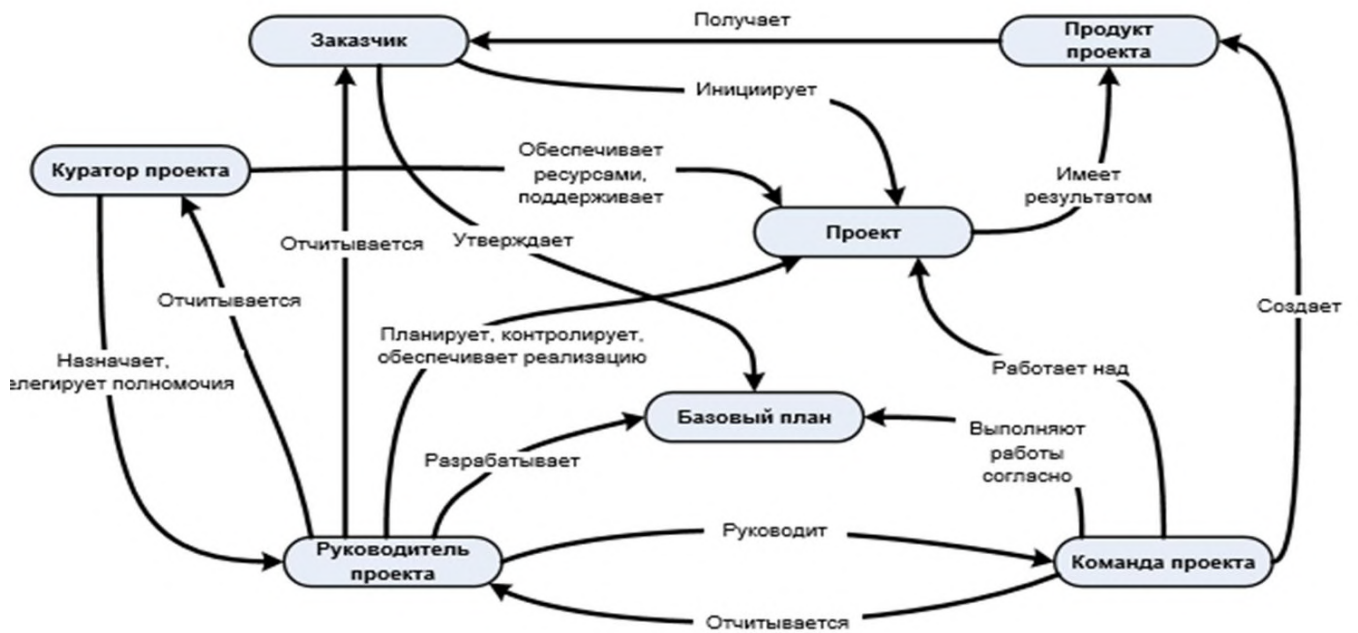 Получает
Заказчик
Продукт
проекта
Инициирует
Обеспечивает
ресурсами,
поддерживает
Куратор проекта
Имеет
результатом
Проект
Отчитывается
Утверждает
Отчитывается
Создает
Планирует, контролирует,
обеспечивает реализацию
Назначает,
елегирует полномочия
Работает над
Базовый план
Выполняют
работы
согласно
Разрабатывает
Руководит
Руководитель
проекта
Команда проекта
Отчитывается